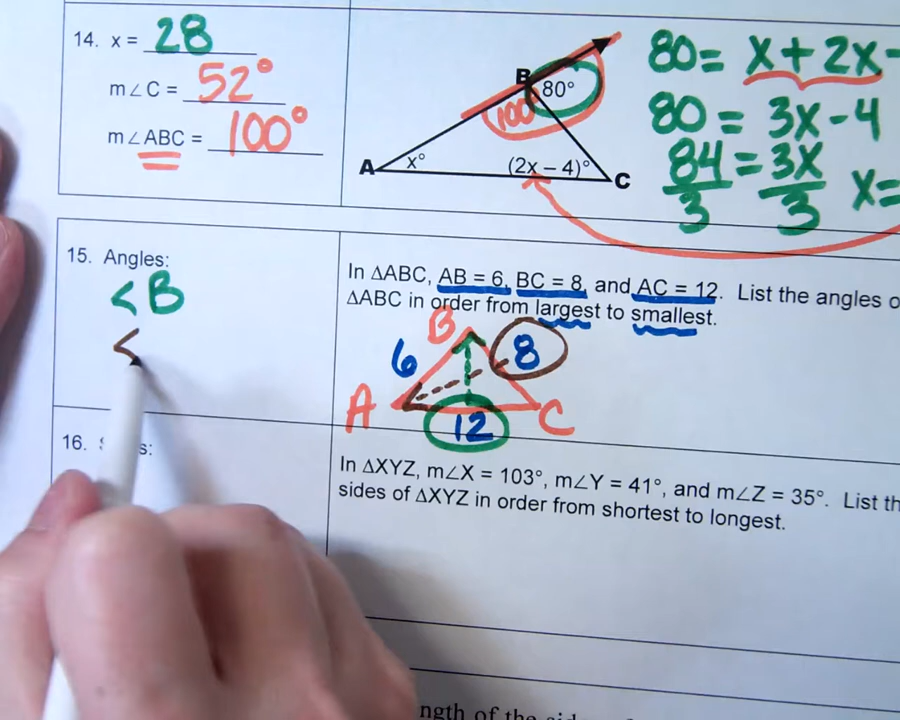 14. x = 28
m∠C = 52°
m∠ABC = 100°
B
80°
100
A
x°
(2x – 4)°
C
80 = x + 2x -
80 = 3x - 4
84 = 3x
3 3
x =
15. Angles:
<B
<
In ΔABC, AB = 6, BC = 8, and AC = 12. List the angles
ΔABC in order from largest to smallest.
B
6
8
A
12
C
16.
In ΔXYZ, m∠X = 103°, m∠Y = 41°, and m∠Z = 35°. List
sides of ΔXYZ in order from shortest to longest.
of the